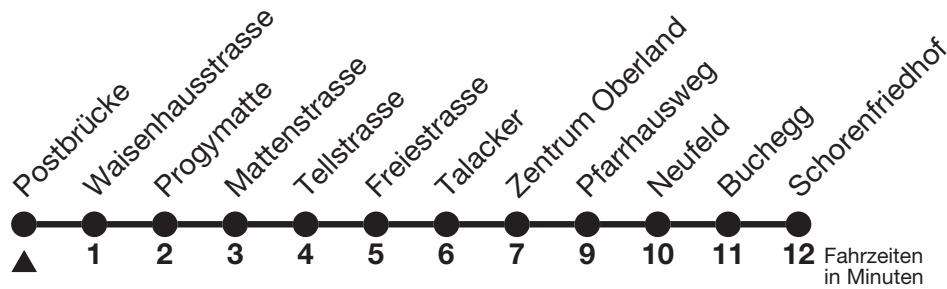 Postbrücke
Waisenhausstrasse
Progymatte
Mattenstrasse
Tellstrasse
Freiestrasse
Talacker
Zentrum Oberland
Pfarrhausweg
Neufeld
Buchegg
Schorenfriedhof
1 2 3 4 5 6 7 9 10 11 12 Fahrzeiten
in Minuten